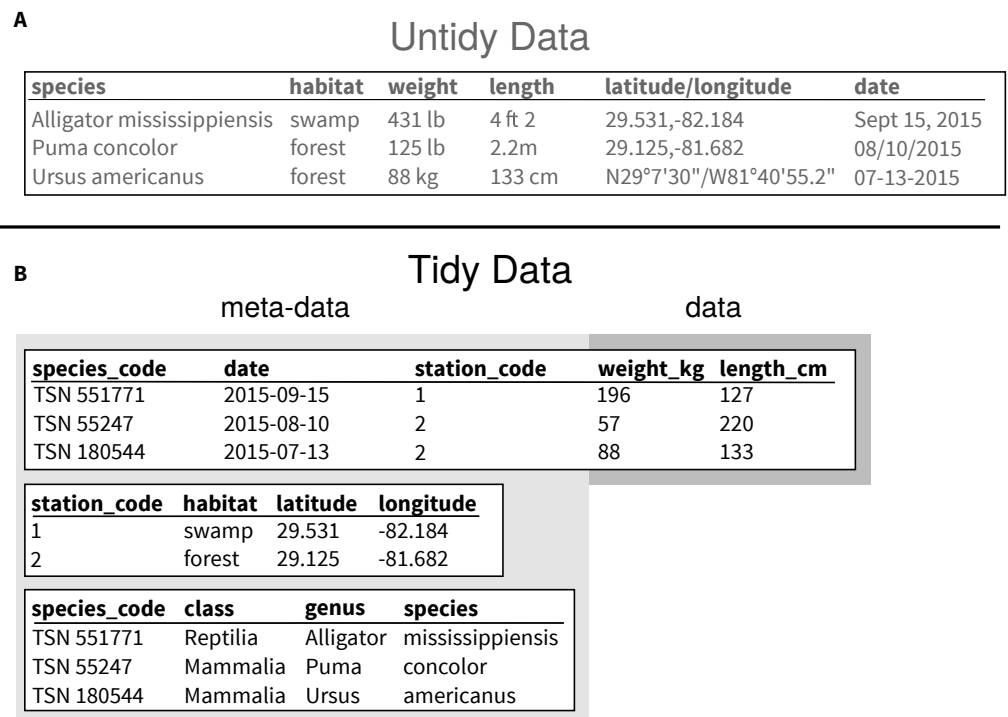 A
Untidy Data
species habitat weight length latitude/longitude date
Alligator mississippiensis swamp 431 lb 4 ft 2 29.531,-82.184 Sept 15, 2015
Puma concolor forest 125 lb 2.2m 29.125,-81.682 08/10/2015
Ursus americanus forest 88 kg 133 cm N29°7'30"/W81°40'55.2" 07-13-2015
B
Tidy Data
meta-data data
species_code date station_code weight_kg length_cm
TSN 551771 2015-09-15 1 196 127
TSN 55247 2015-08-10 2 57 220
TSN 180544 2015-07-13 2 88 133
station_code habitat latitude longitude
1 swamp 29.531 -82.184
2 forest 29.125 -81.682
species_code class genus species
TSN 551771 Reptilia Alligator mississippiensis
TSN 55247 Mammalia Puma concolor
TSN 180544 Mammalia Ursus americanus